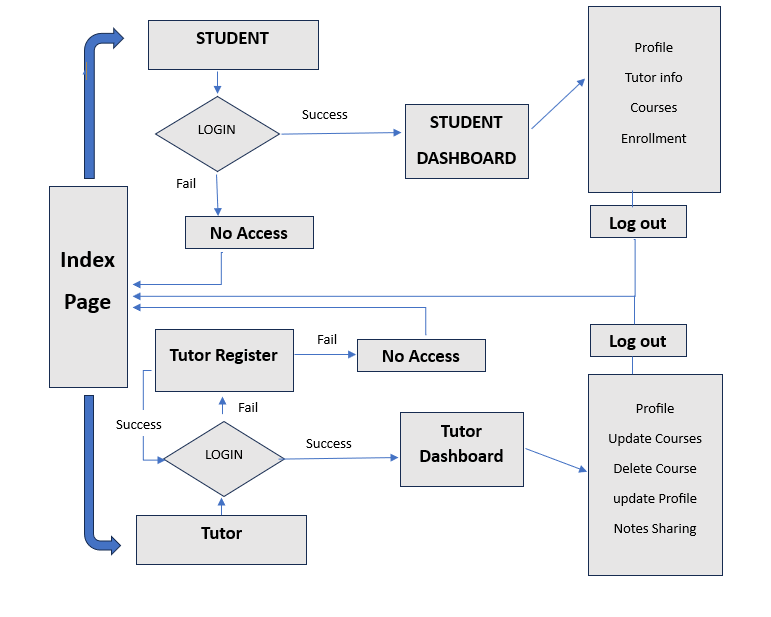 STUDENT
LOGIN
Success
Fail
STUDENT
DASHBOARD
Profile
Tutor info
Courses
Enrollment
No Access
Log out
Index
Page
Tutor Register
Fail
No Access
Log out
Success
Fail
LOGIN
Success
Tutor
Dashboard
Profile
Update Courses
Delete Course
update Profile
Notes Sharing
Tutor